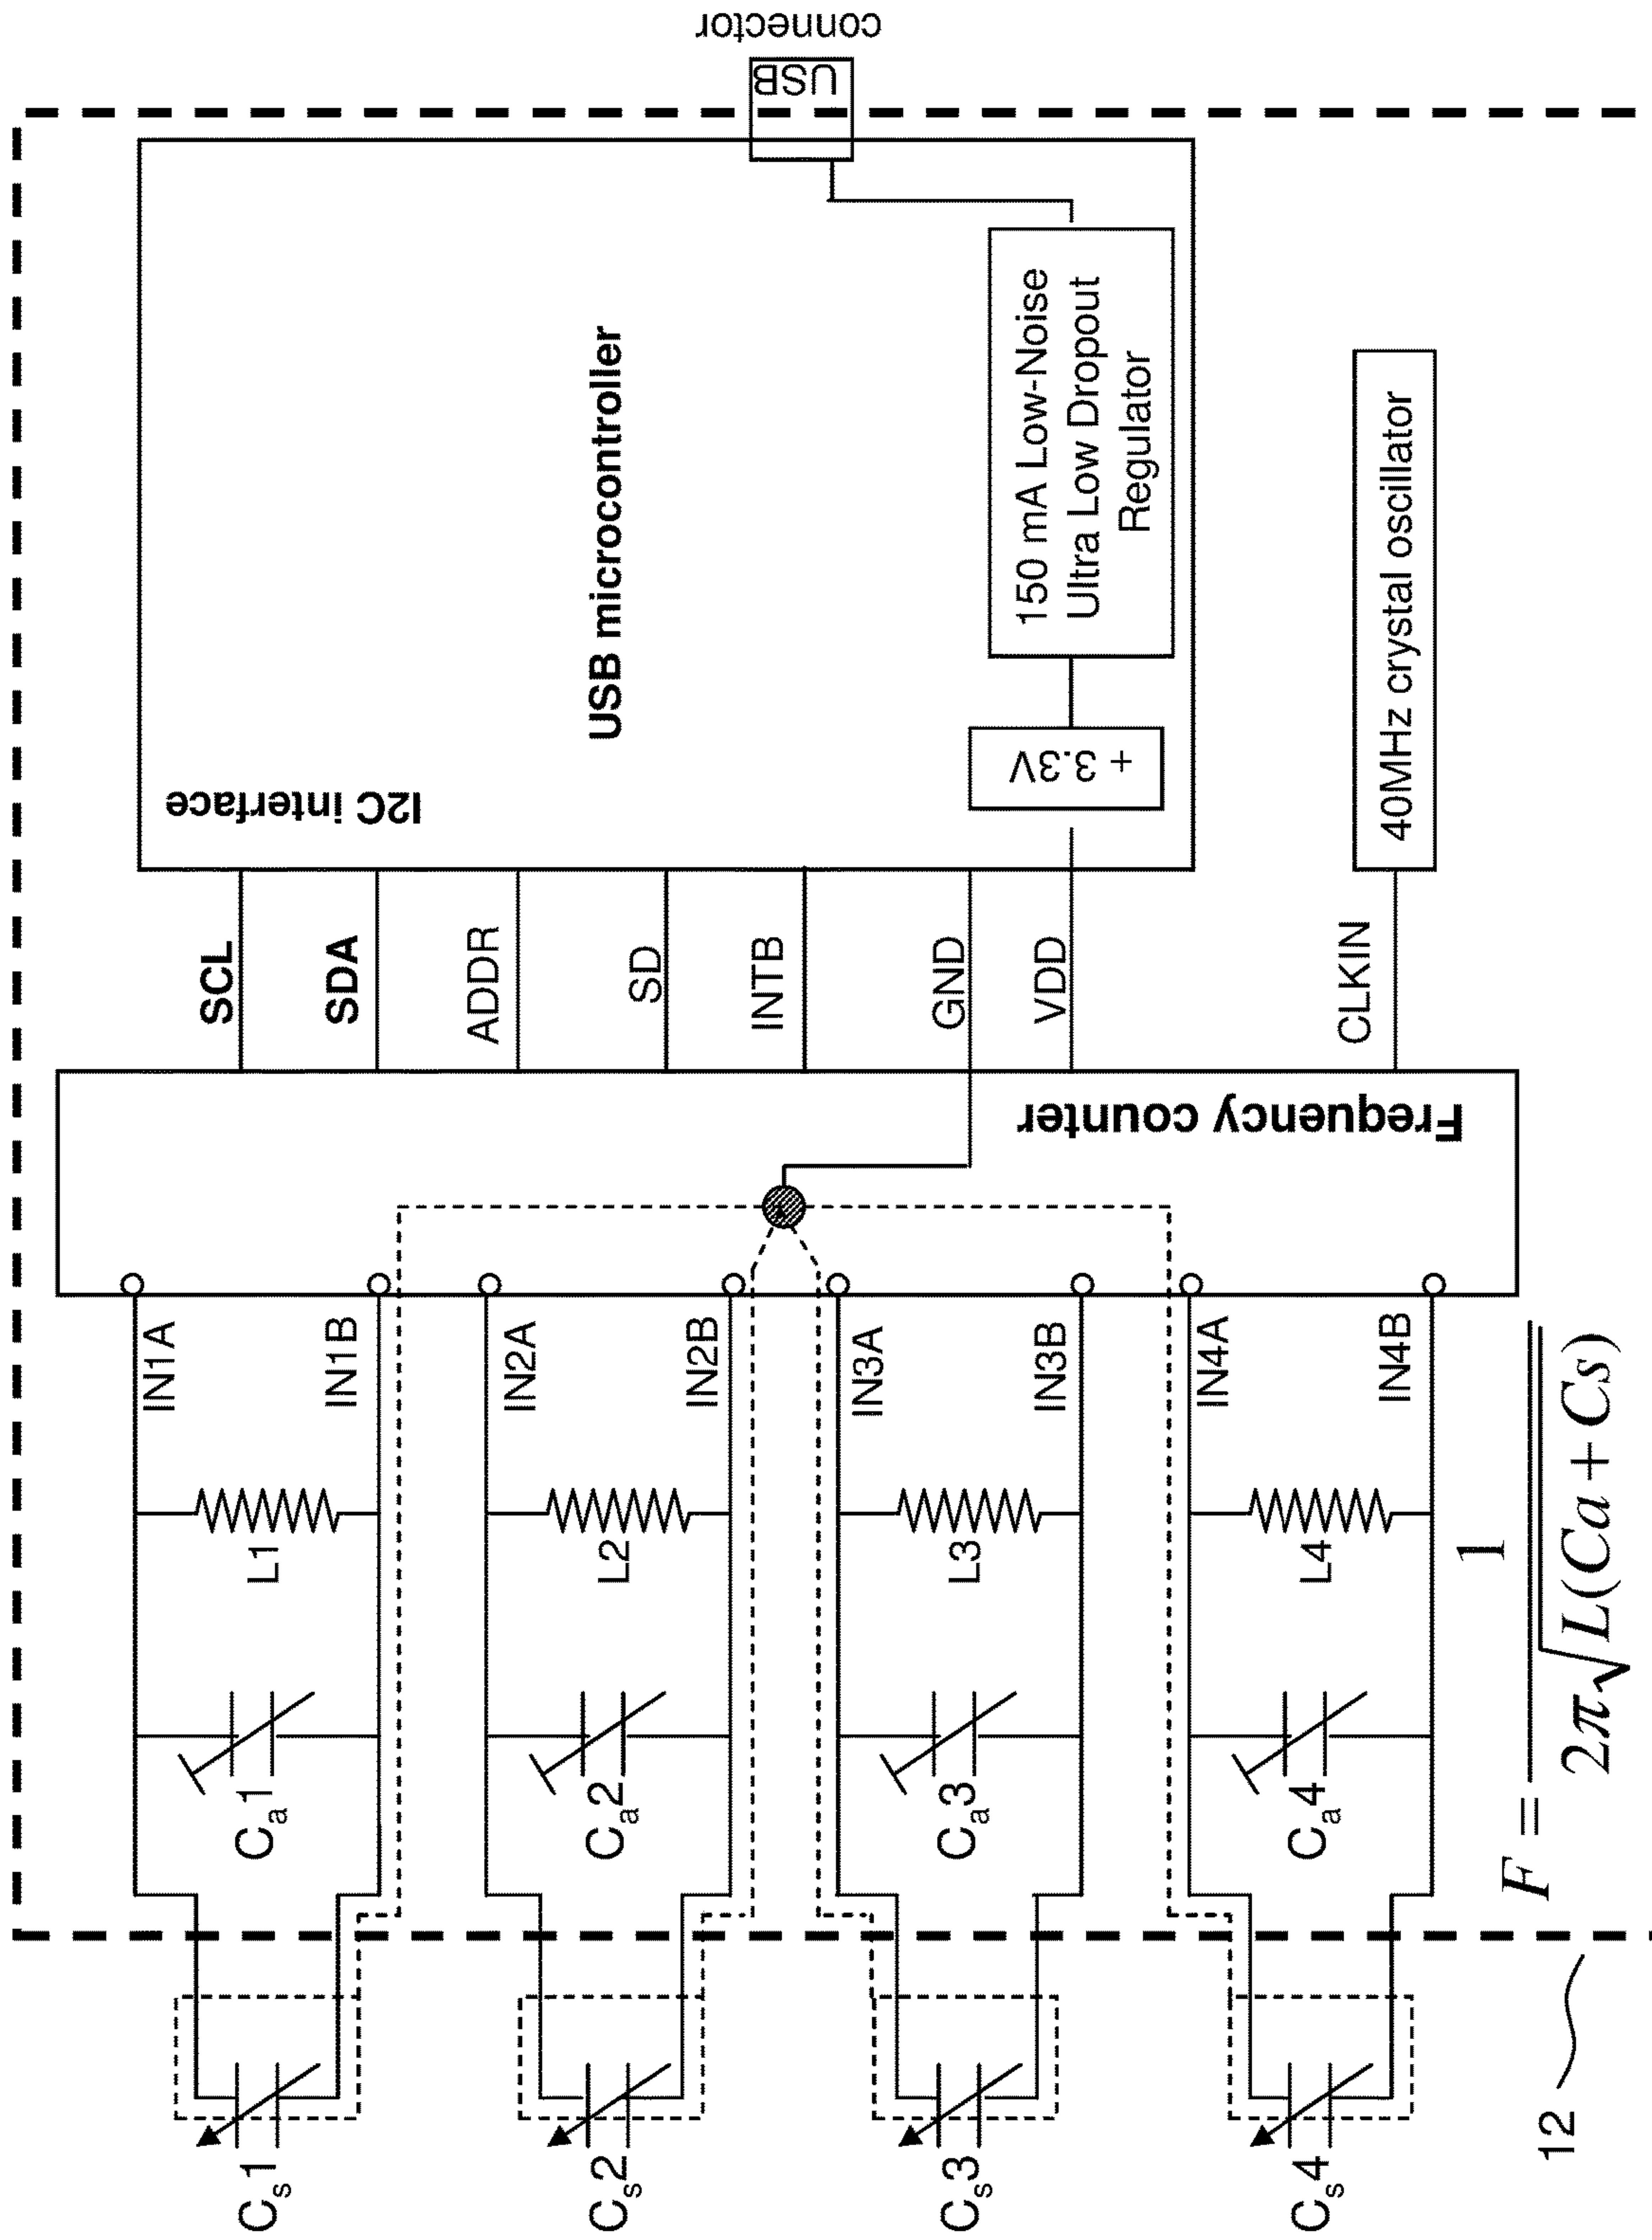 USB
connector
I2C interface
USB microcontroller
150 mA Low-Noise
Ultra Low Dropout
Regulator
+ 3.3V
40MHz crystal oscillator
SCL
SDA
ADDR
SD
INTB
GND
VDD
CLKIN
Frequency counter
IN1A
IN1B
IN2A
IN2B
IN3A
IN3B
IN4A
IN4B
L1
L2
L3
L4
Ca1
Ca2
Ca3
Ca4
Cs1
Cs2
Cs3
Cs4
F = 1
2π√L(Ca + Cs)
12